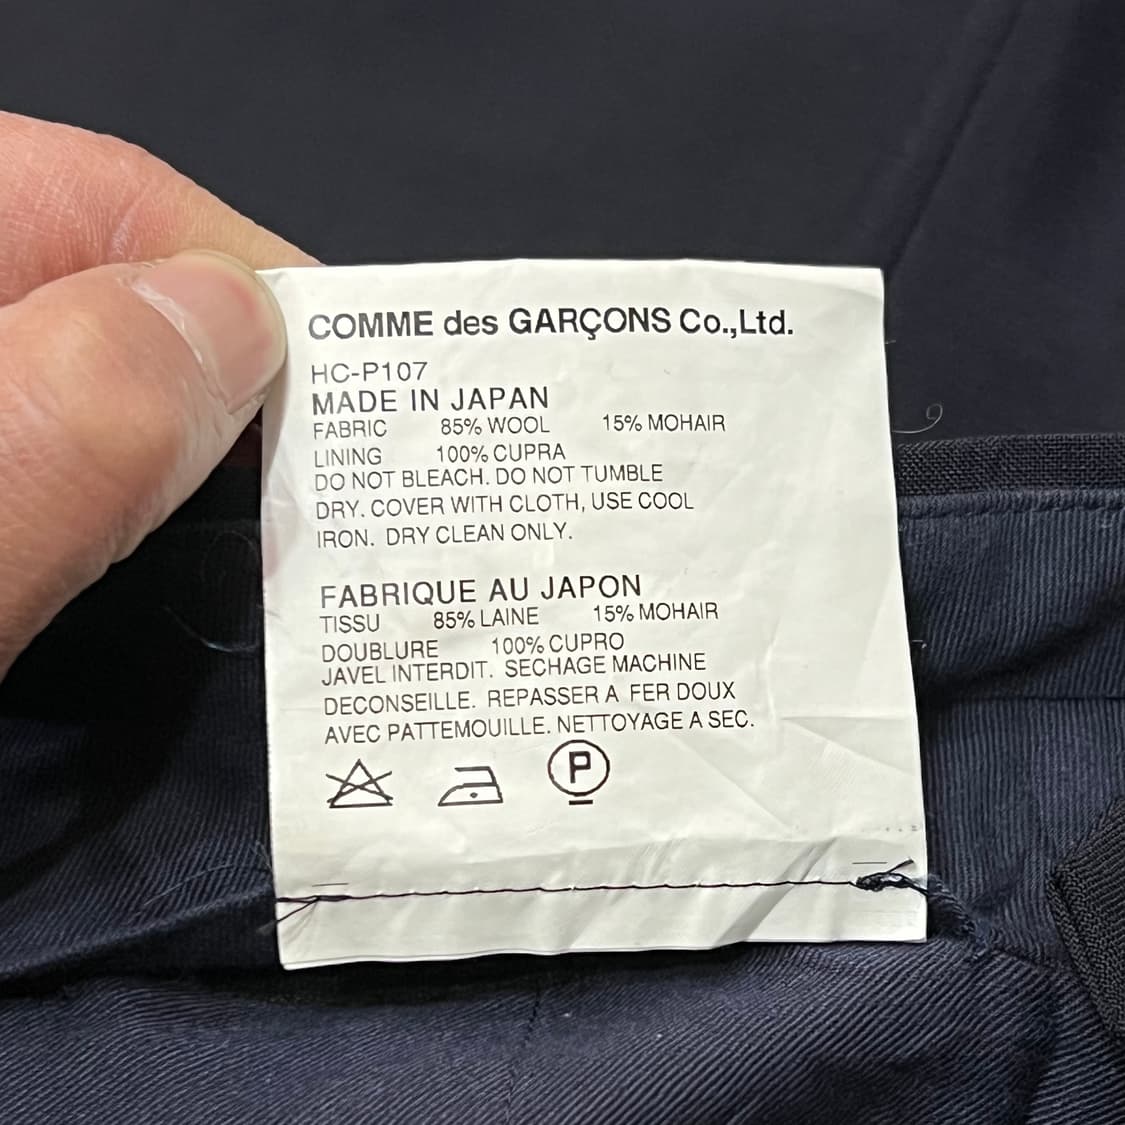 COMME des GARÇONS Co.,Ltd.
HC-P107
MADE IN JAPAN
FABRIC 85% WOOL 15% MOHAIR
LINING 100% CUPRA
DO NOT BLEACH. DO NOT TUMBLE
DRY. COVER WITH CLOTH, USE COOL
IRON. DRY CLEAN ONLY.
FABRIQUE AU JAPON
TISSU 85% LAINE 15% MOHAIR
DOUBLURE 100% CUPRO
JAVEL INTERDIT. SECHAGE MACHINE
DECONSEILLE. REPASSER A FER DOUX
AVEC PATTEMOUILLE. NETTOYAGE A SEC.
P